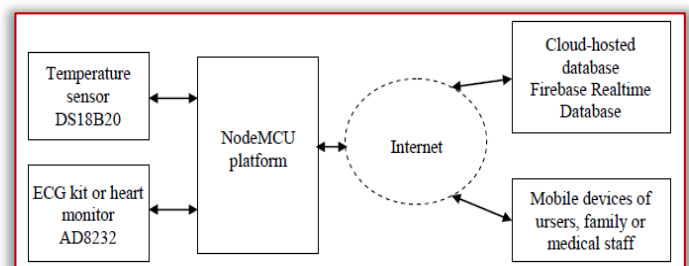 Temperature
sensor
DS18B20
ECG kit or heart
monitor
AD8232
NodeMCU
platform
Internet
Cloud-hosted
database
Firebase Realtime
Database
Mobile devices of
ursers, family or
medical staff